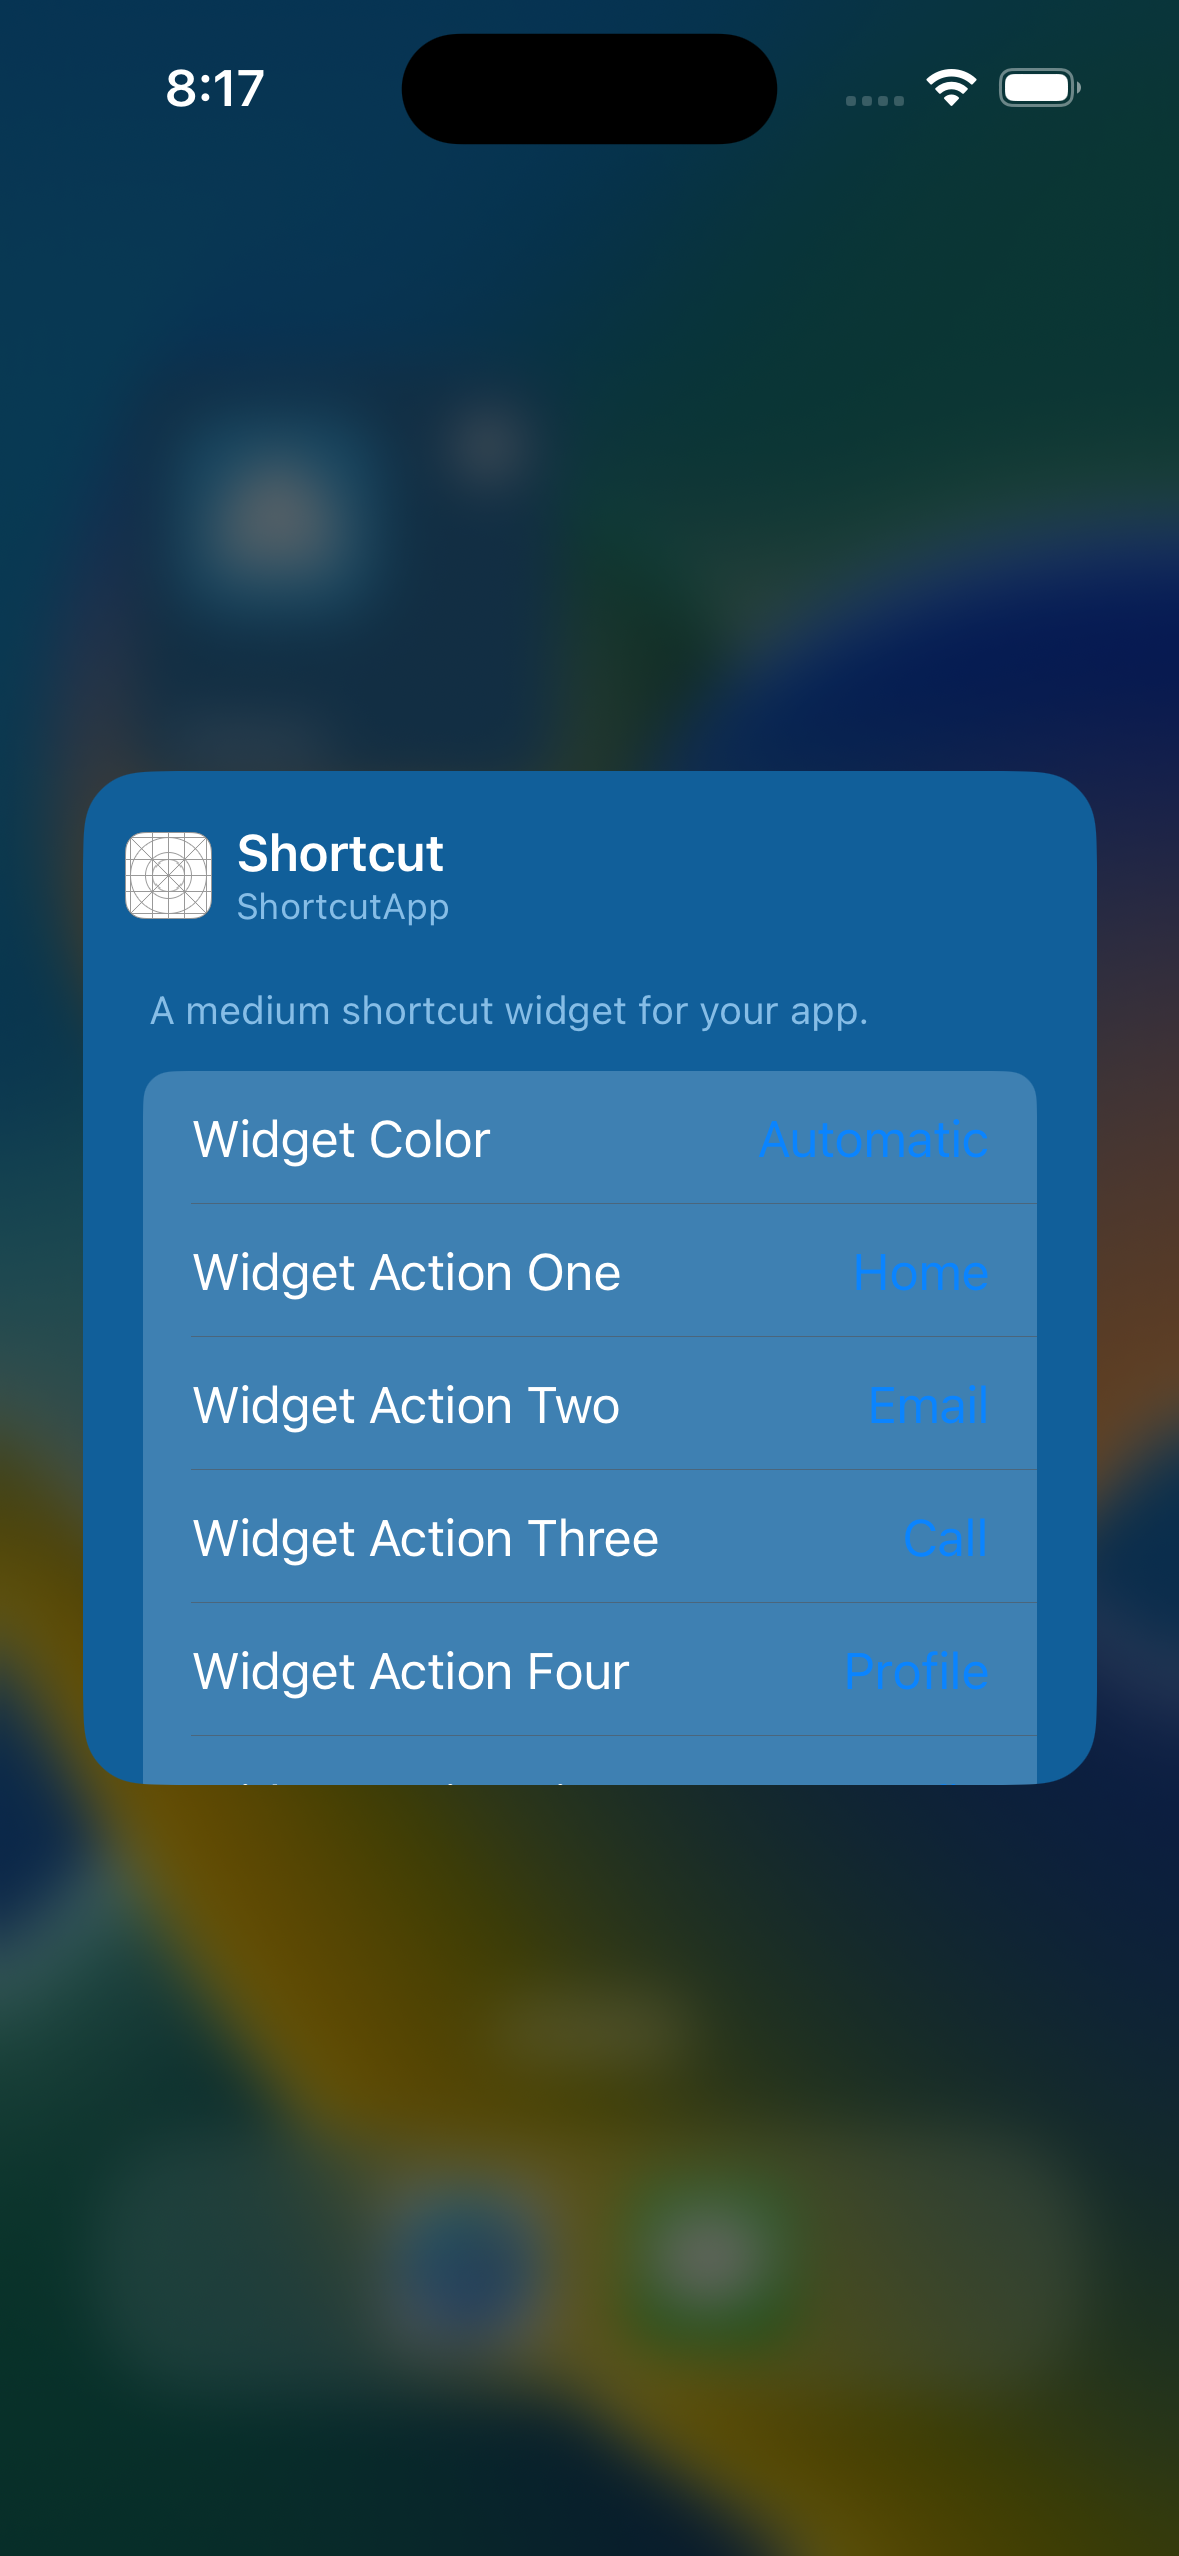 8:17
Shortcut
ShortcutApp
A medium shortcut widget for your app.
Widget Color Automatic
Widget Action One Home
Widget Action Two Email
Widget Action Three Call
Widget Action Four Profile